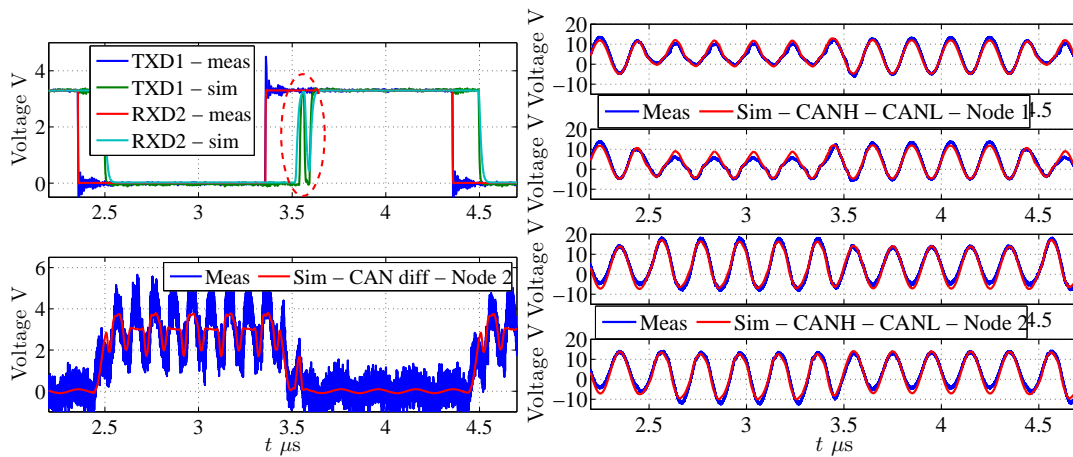 Voltage V
4
2
0
TXD1 – meas
TXD1 – sim
RXD2 – meas
RXD2 – sim
2.5 3 3.5 4 4.5
Voltage V
6
4
2
0
Meas Sim – CAN diff – Node 2
2.5 3 3.5 4 4.5
t µs
Voltage V
20
10
0
−10
Meas Sim – CANH – CANL – Node 1 4.5
Voltage V
10
0
−10
2.5 3 3.5 4 4.5
Voltage V
20
10
0
−10
Meas Sim – CANH – CANL – Node 2 4.5
Voltage V
10
0
−10
2.5 3 3.5 4 4.5
t µs